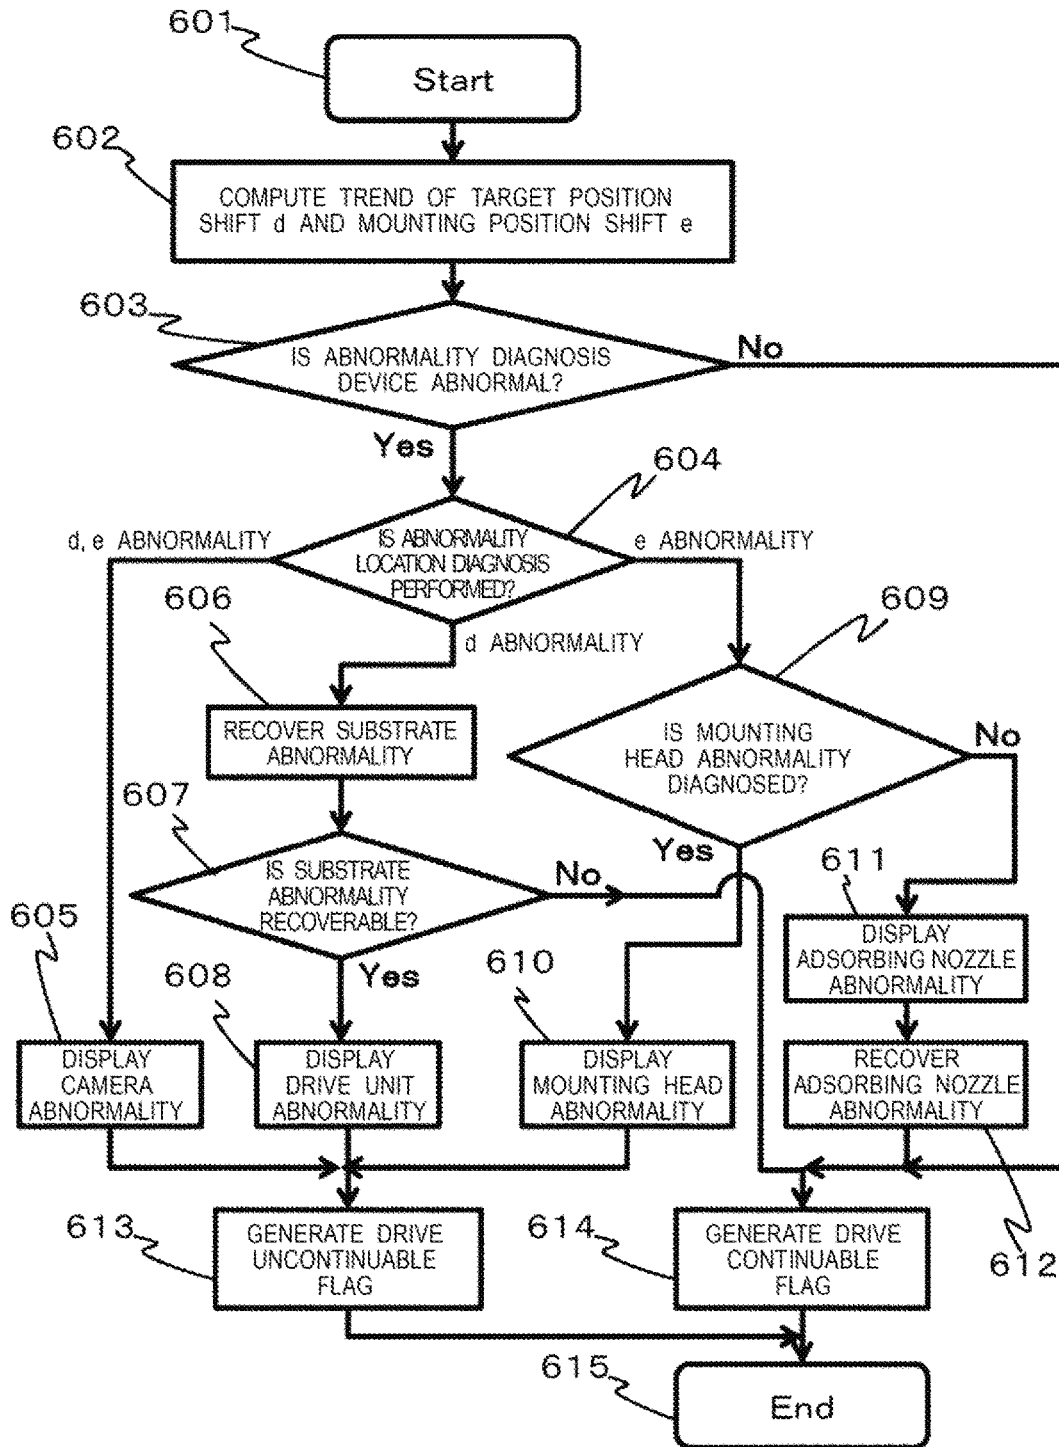 601
Start
602
COMPUTE TREND OF TARGET POSITION
SHIFT d AND MOUNTING POSITION SHIFT e
603
IS ABNORMALITY DIAGNOSIS
DEVICE ABNORMAL?
No
Yes
604
d, e ABNORMALITY
IS ABNORMALITY
LOCATION DIAGNOSIS
PERFORMED?
e ABNORMALITY
606
d ABNORMALITY
609
RECOVER SUBSTRATE
ABNORMALITY
IS MOUNTING
HEAD ABNORMALITY
DIAGNOSED?
No
607
Yes
IS SUBSTRATE
ABNORMALITY
RECOVERABLE?
No
611
605
DISPLAY
ADSORBING NOZZLE
ABNORMALITY
Yes
608
610
DISPLAY
CAMERA
ABNORMALITY
DISPLAY
DRIVE UNIT
ABNORMALITY
DISPLAY
MOUNTING HEAD
ABNORMALITY
RECOVER
ADSORBING NOZZLE
ABNORMALITY
613
GENERATE DRIVE
UNCONTINUABLE
FLAG
614
GENERATE DRIVE
CONTINUABLE
FLAG
612
615
End